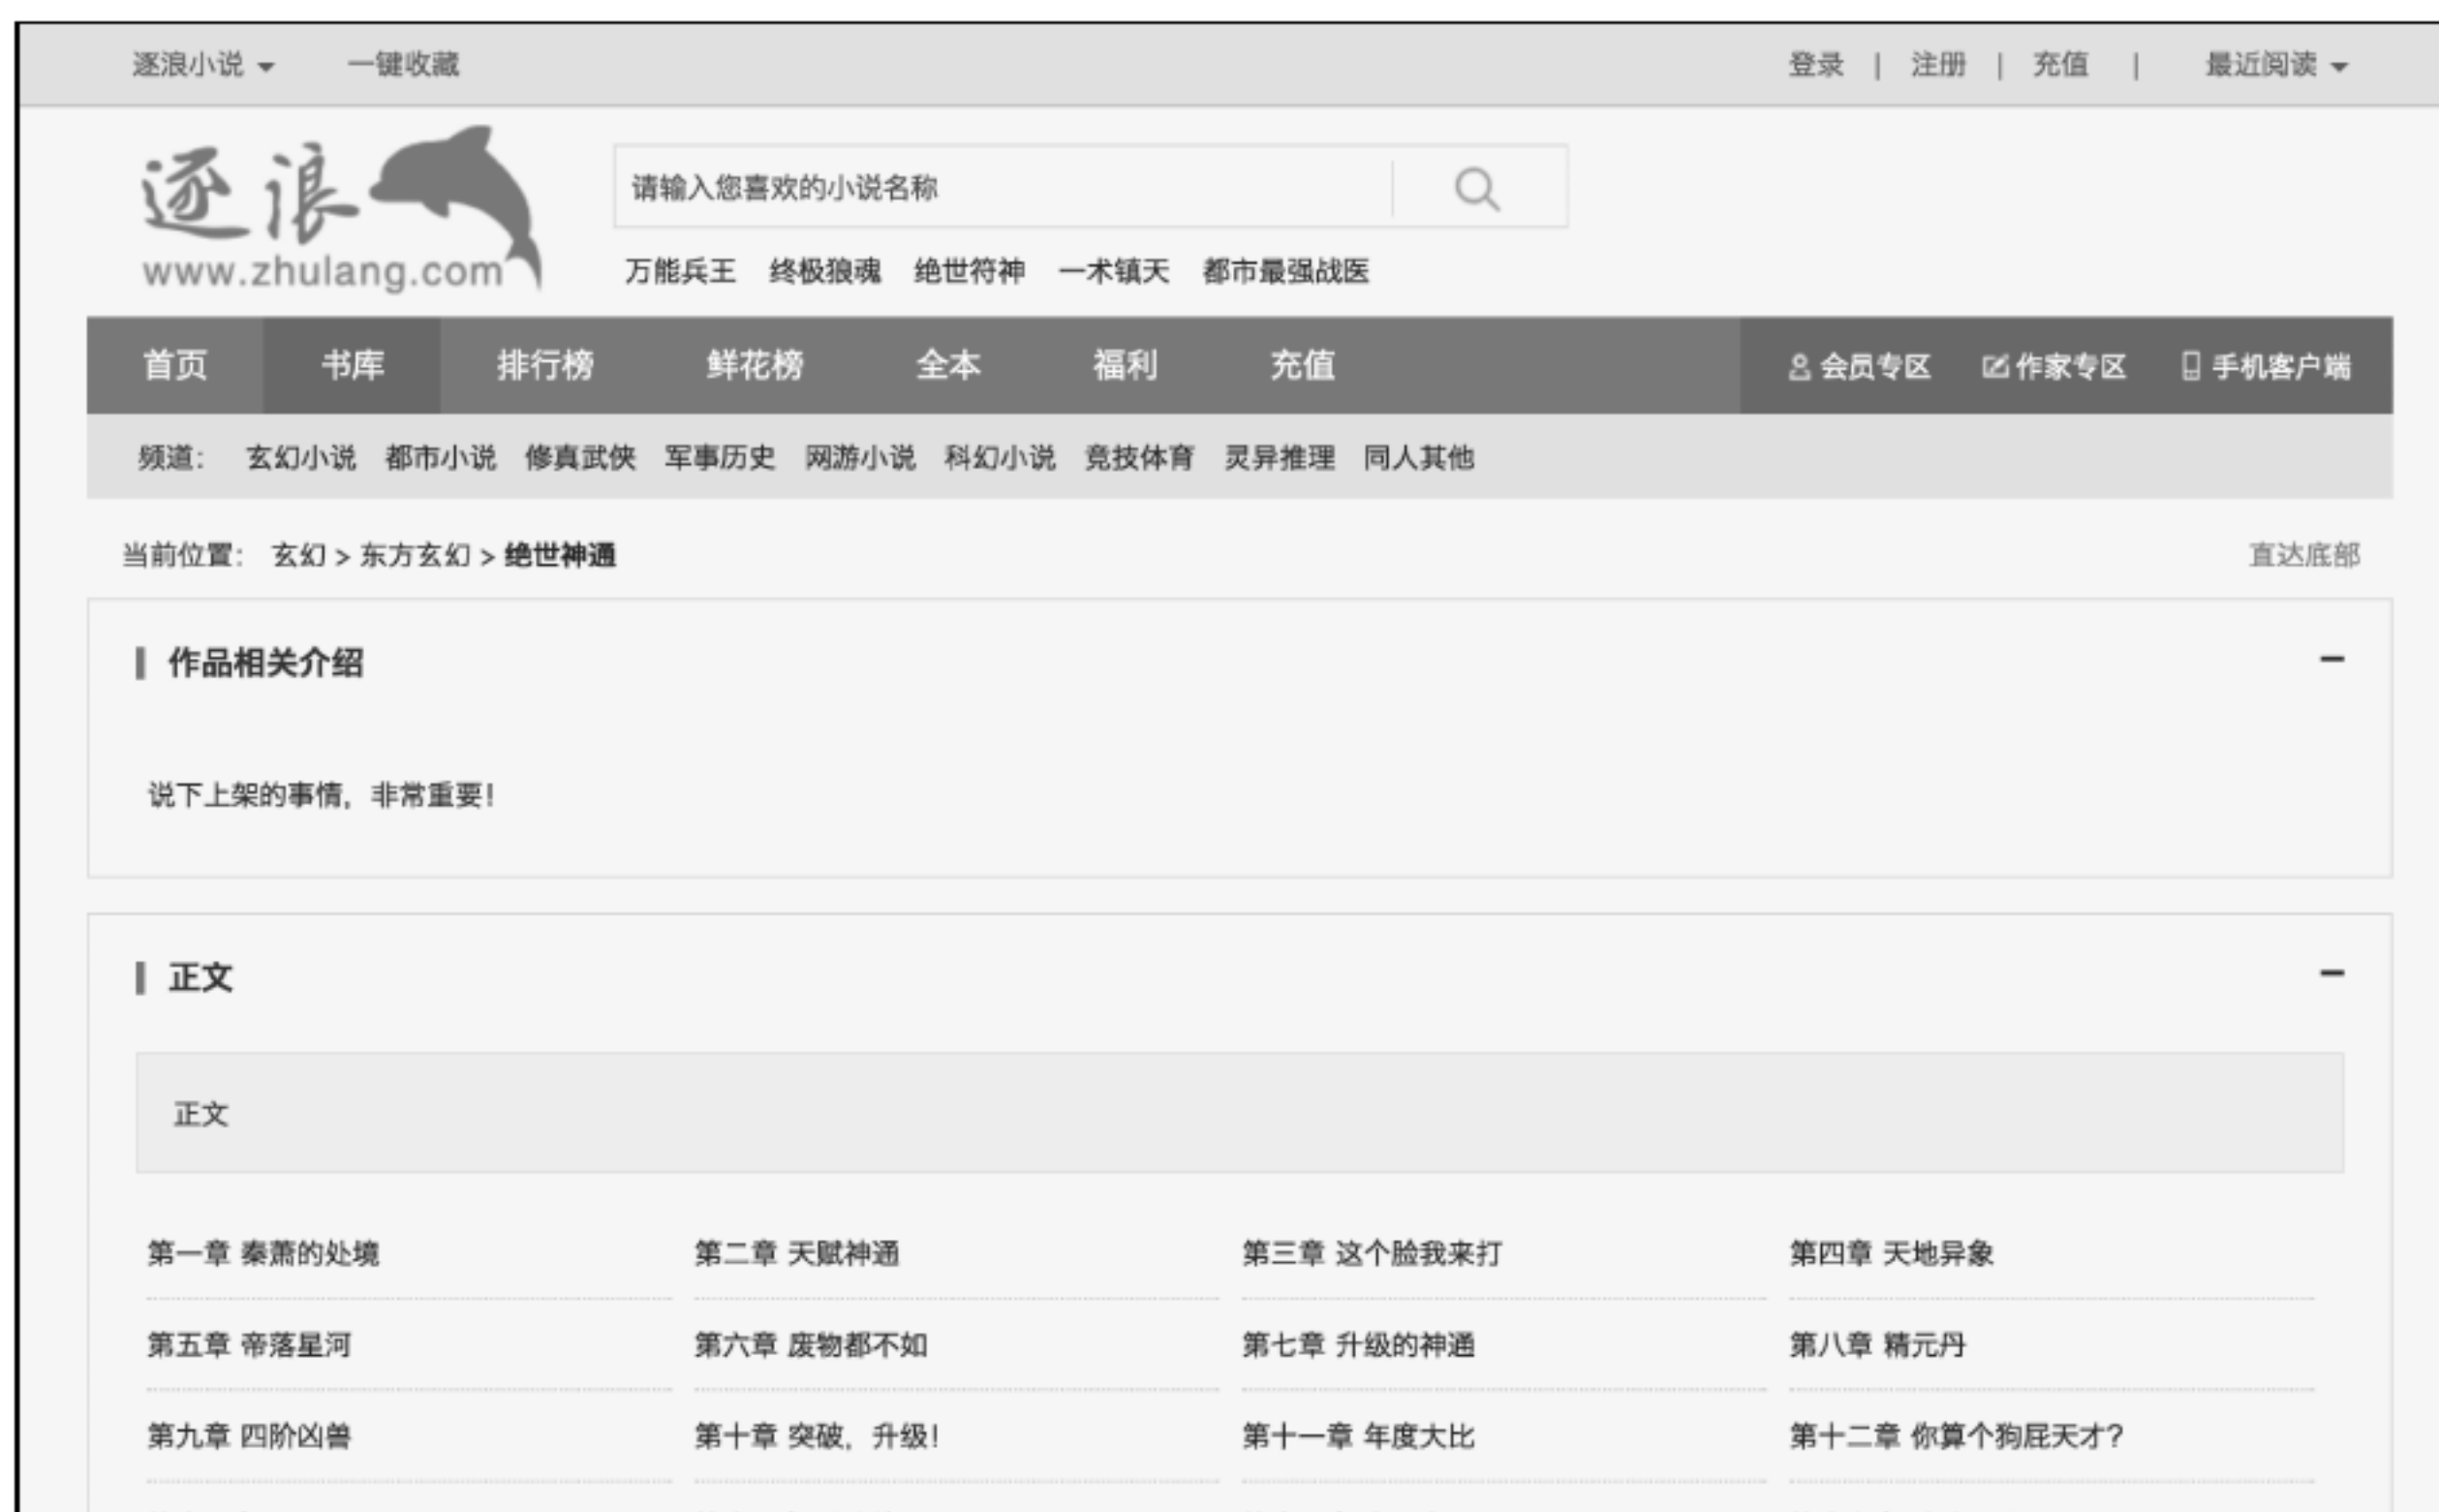 逐浪小说 一键收藏 登录 | 注册 | 充值 | 最近阅读
逐浪
www.zhulang.com
请输入您喜欢的小说名称
万能兵王 终极狼魂 绝世符神 一术镇天 都市最强战医
首页 书库 排行榜 鲜花榜 全本 福利 充值 会员专区 作家专区 手机客户端
频道： 玄幻小说 都市小说 修真武侠 军事历史 网游小说 科幻小说 竞技体育 灵异推理 同人其他
当前位置： 玄幻 > 东方玄幻 > 绝世神通 直达底部
作品相关介绍
说下上架的事情，非常重要！
正文
正文
第一章 秦萧的处境 第二章 天赋神通 第三章 这个脸我来打 第四章 天地异象
第五章 帝落星河 第六章 废物都不如 第七章 升级的神通 第八章 精元丹
第九章 四阶凶兽 第十章 突破，升级！ 第十一章 年度大比 第十二章 你算个狗屁天才？